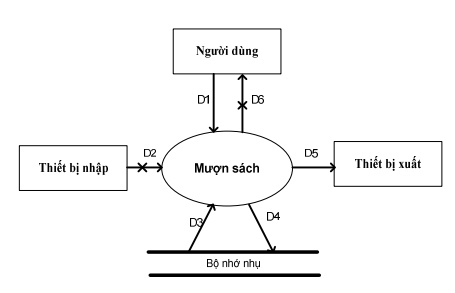 Người dùng
D1
D6
D2
D5
Thiết bị nhập
Mượn sách
Thiết bị xuất
D3
D4
Bộ nhớ nhụ